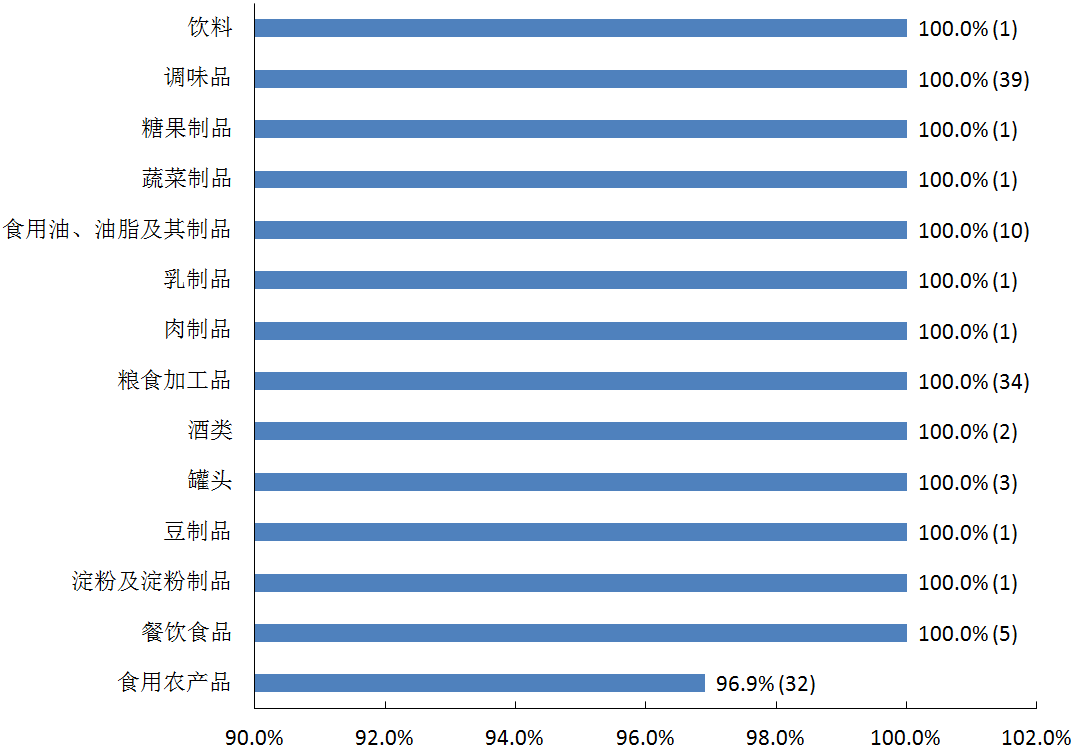 饮料 100.0% (1)
调味品 100.0% (39)
糖果制品 100.0% (1)
蔬菜制品 100.0% (1)
食用油、油脂及其制品 100.0% (10)
乳制品 100.0% (1)
肉制品 100.0% (1)
粮食加工品 100.0% (34)
酒类 100.0% (2)
罐头 100.0% (3)
豆制品 100.0% (1)
淀粉及淀粉制品 100.0% (1)
餐饮食品 100.0% (5)
食用农产品 96.9% (32)
90.0% 92.0% 94.0% 96.0% 98.0% 100.0% 102.0%